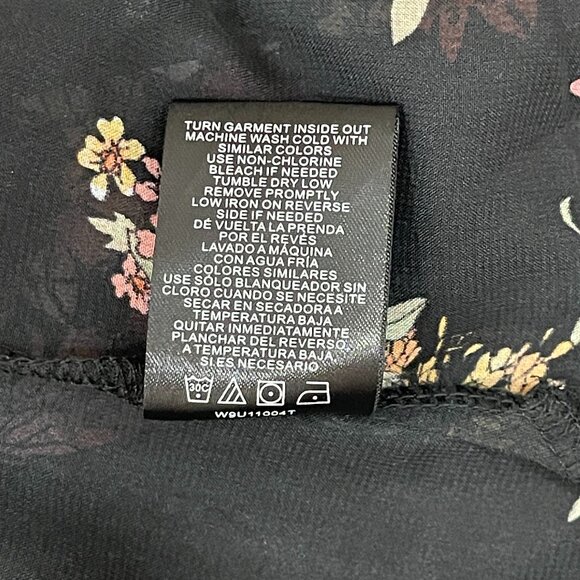 TURN GARMENT INSIDE OUT
MACHINE WASH COLD WITH
SIMILAR COLORS
USE NON-CHLORINE
BLEACH IF NEEDED
TUMBLE DRY LOW
REMOVE PROMPTLY
LOW IRON ON REVERSE
SIDE IF NEEDED
DÉ VUELTA LA PRENDA
POR EL REVÉS
LAVADO A MÁQUINA
CON AGUA FRÍA
COLORES SIMILARES
USE SÓLO BLANQUEADOR SIN
CLORO CUANDO SE NECESITE
SECAR EN SECADORA A
TEMPERATURA BAJA
QUITAR INMEDIATAMENTE
PLANCHAR DEL REVERSO
A TEMPERATURA BAJA
SI ES NECESARIO
30C
W9U11004T